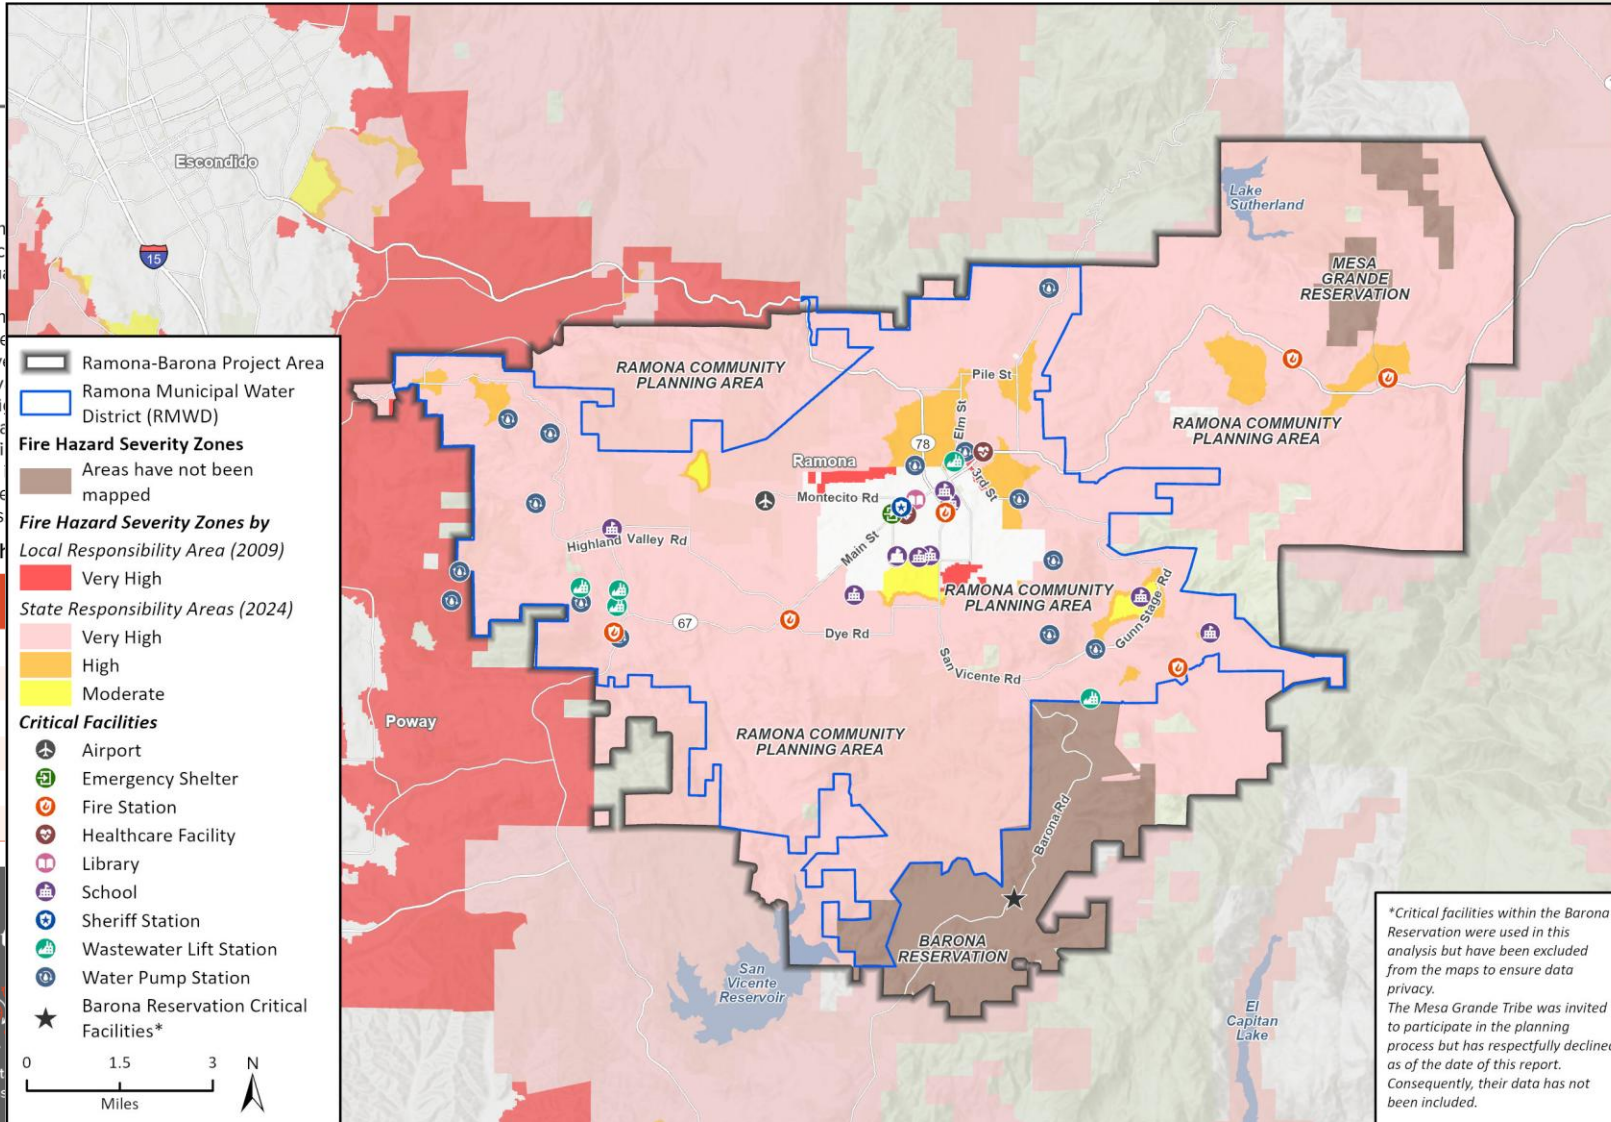 Escondido
15
Lake
Sutherland
MESA
GRANDE
RESERVATION
RAMONA COMMUNITY
PLANNING AREA
Pile St
Elm St
78
RAMONA COMMUNITY
PLANNING AREA
Ramona
3rd St
Montecito Rd
Main St
Highland Valley Rd
RAMONA COMMUNITY
PLANNING AREA
Gunn Stage Rd
67
Dye Rd
San Vicente Rd
Poway
RAMONA COMMUNITY
PLANNING AREA
Barona Rd
BARONA
RESERVATION
San
Vicente
Reservoir
El
Capitan
Lake
Ramona-Barona Project Area
Ramona Municipal Water
District (RMWD)
Fire Hazard Severity Zones
Areas have not been
mapped
Fire Hazard Severity Zones by
Local Responsibility Area (2009)
Very High
State Responsibility Areas (2024)
Very High
High
Moderate
Critical Facilities
Airport
Emergency Shelter
Fire Station
Healthcare Facility
Library
School
Sheriff Station
Wastewater Lift Station
Water Pump Station
Barona Reservation Critical
Facilities*
0 1.5 3
Miles
N
*Critical facilities within the Barona
Reservation were used in this
analysis but have been excluded
from the maps to ensure data
privacy.
The Mesa Grande Tribe was invited
to participate in the planning
process but has respectfully declined
as of the date of this report.
Consequently, their data has not
been included.